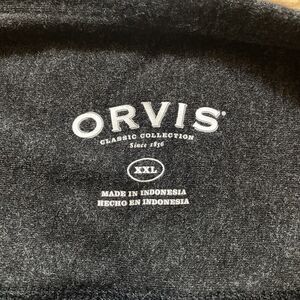 ORVIS®
CLASSIC COLLECTION
Since 1856
XXL
MADE IN INDONESIA
HECHO EN INDONESIA